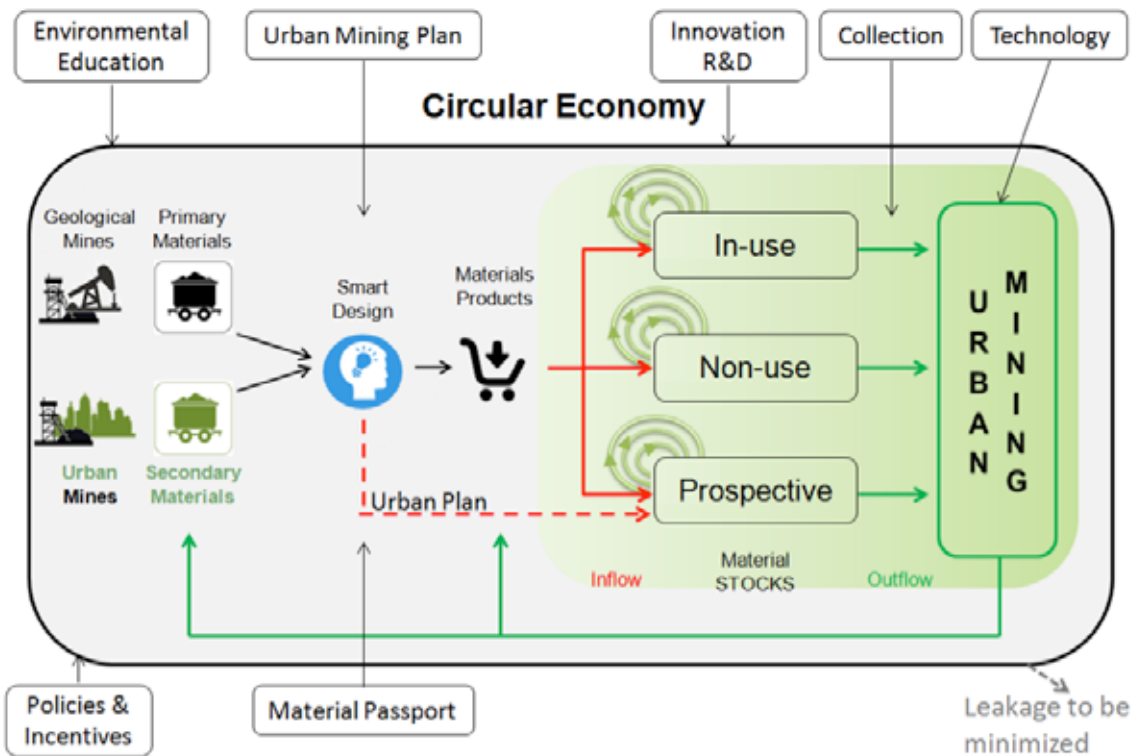 Environmental
Education
Urban Mining Plan
Innovation
R&D
Collection
Technology
Circular Economy
Geological
Mines
Primary
Materials
Smart
Design
Materials
Products
Urban
Mines
Secondary
Materials
Urban Plan
In-use
Non-use
Prospective
Inflow
Material
STOCKS
Outflow
URBAN
MINING
Policies &
Incentives
Material Passport
Leakage to be
minimized